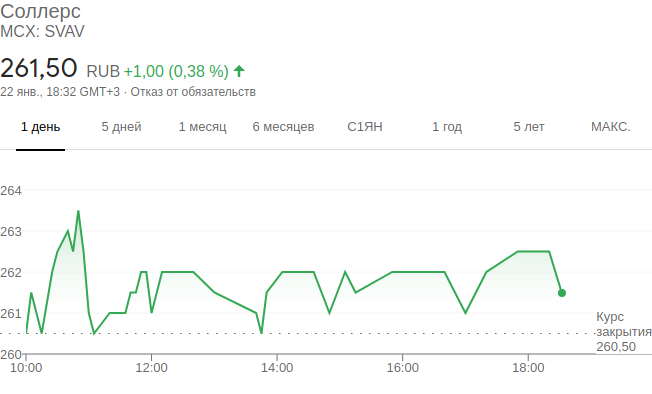 Соллерс
MCX: SVAV
261,50 RUB +1,00 (0,38 %)
22 янв., 18:32 GMT+3 · Отказ от обязательств
1 день 5 дней 1 месяц 6 месяцев С1ЯН 1 год 5 лет МАКС.
264
263
262
261
260
Курс
закрытия
260,50
10:00 12:00 14:00 16:00 18:00